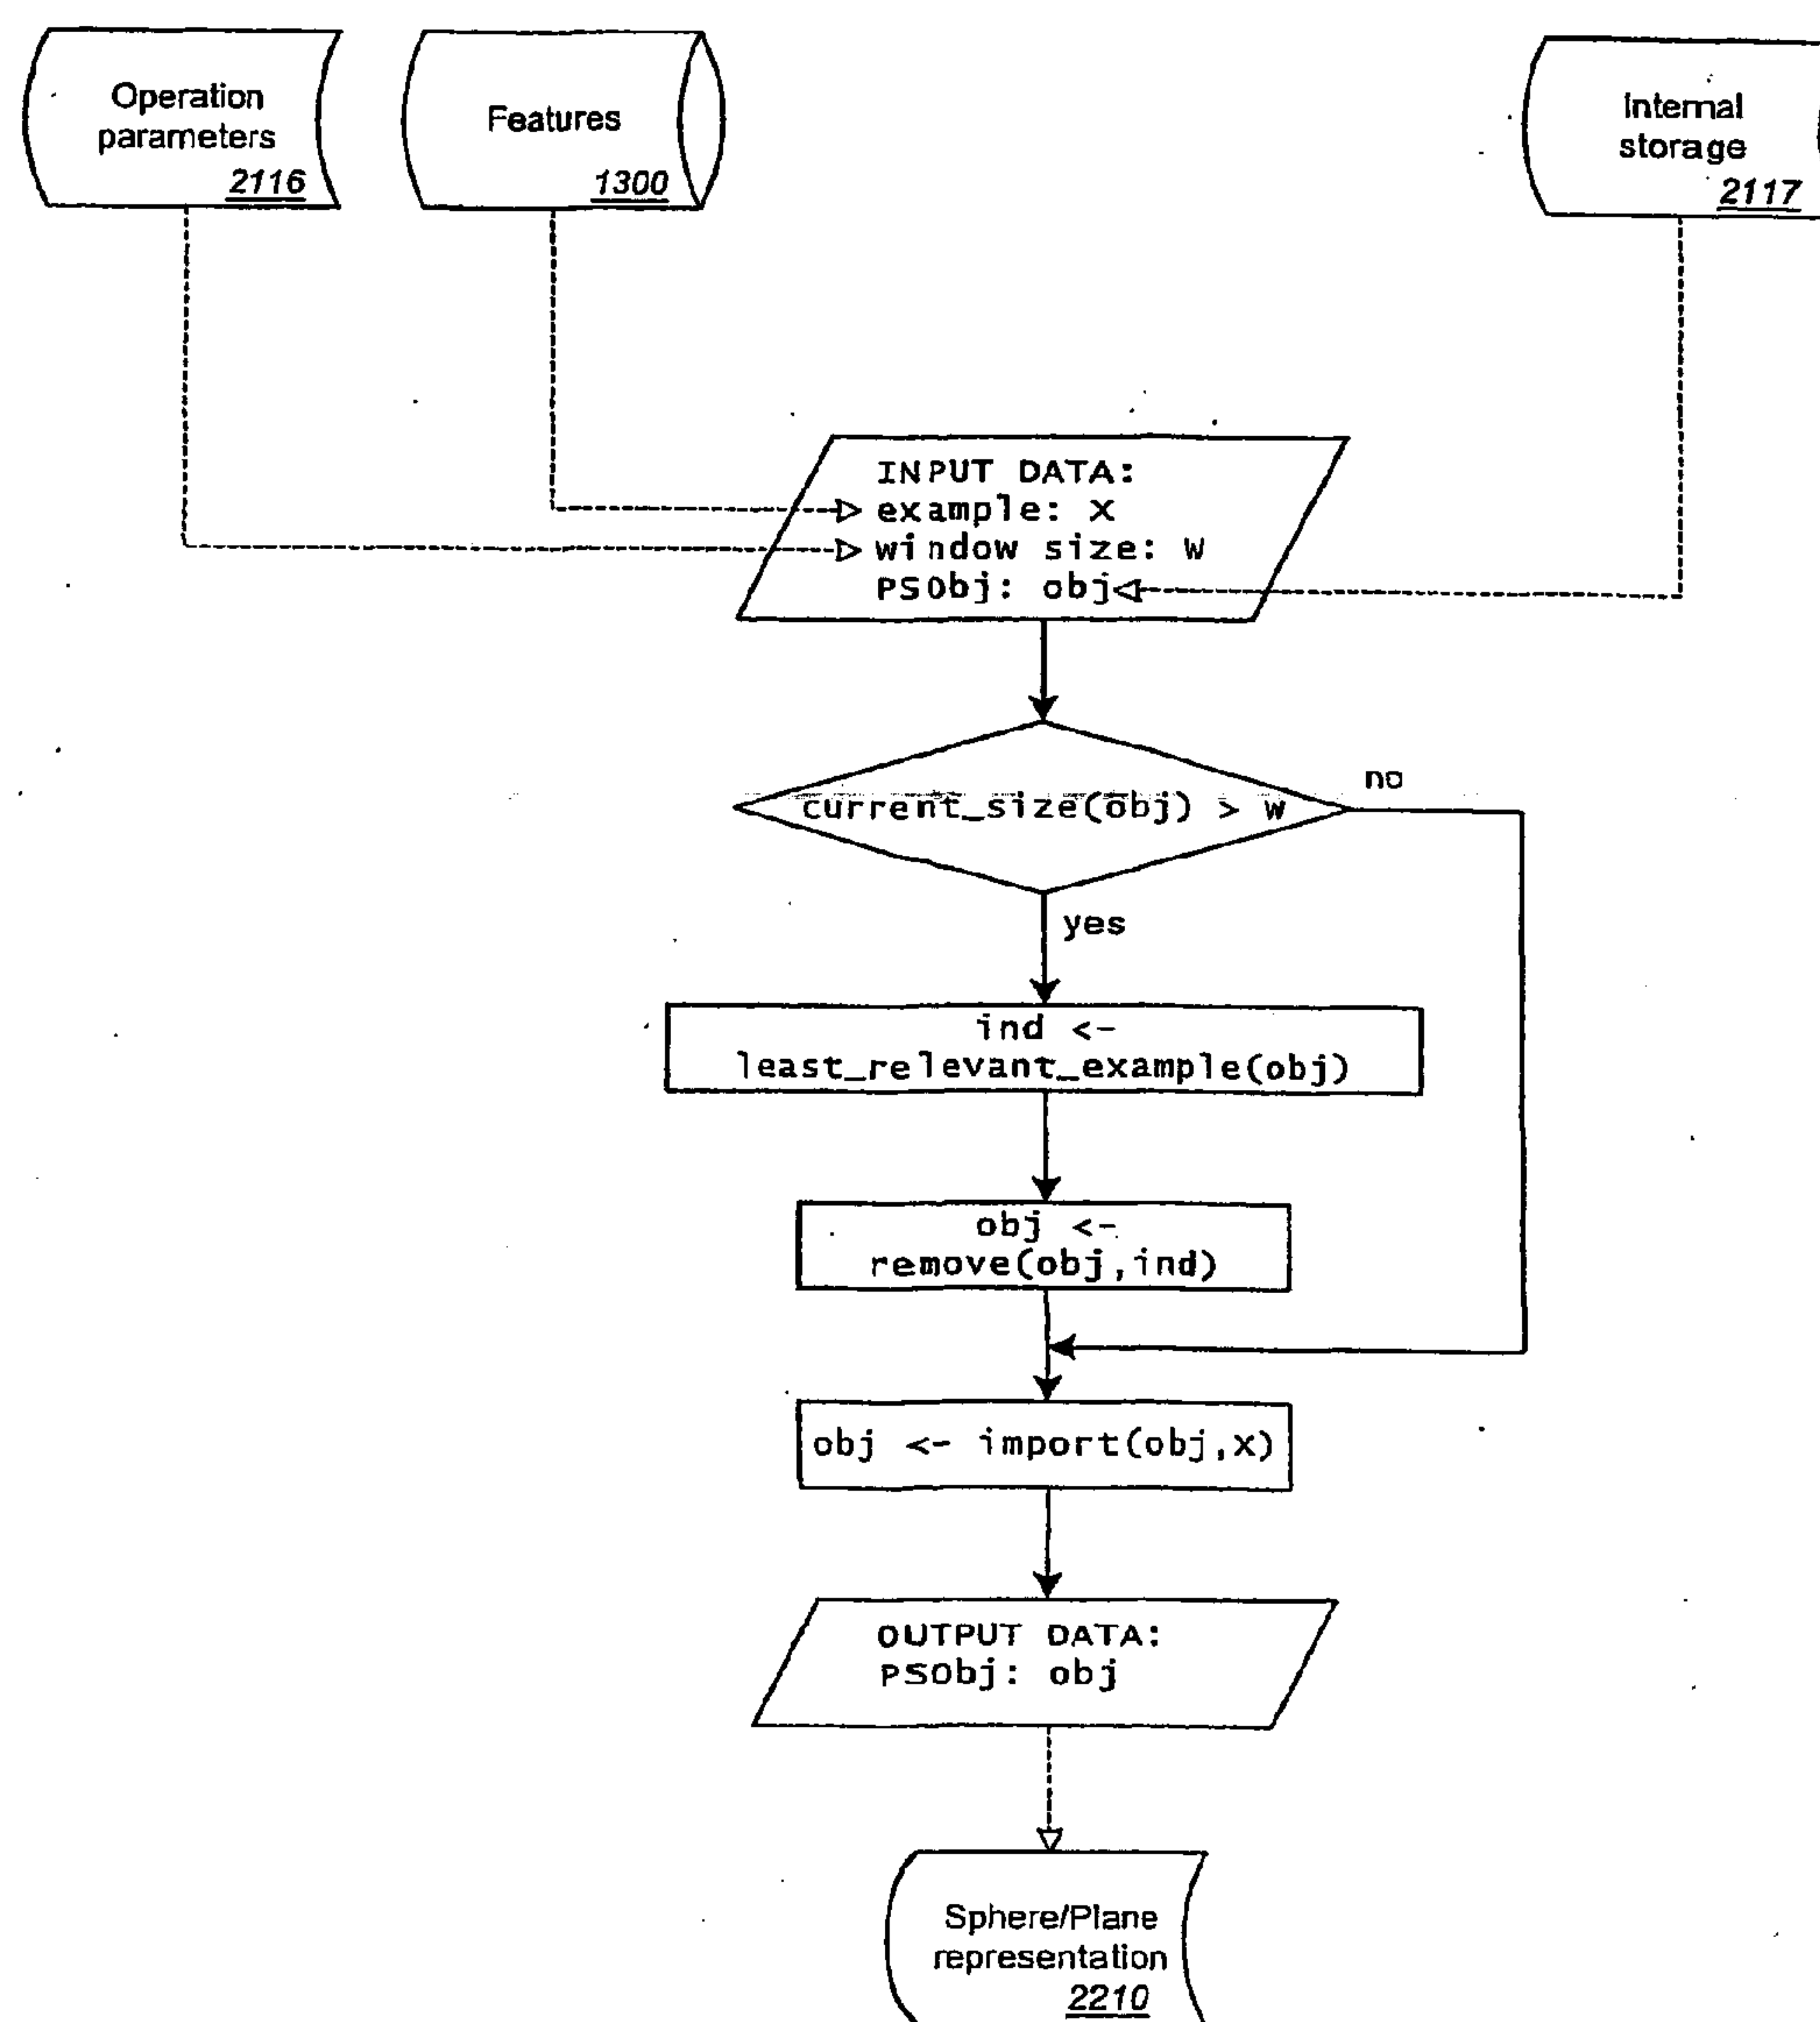 Operation
parameters
2116
Features
1300
Internal
storage
2117
INPUT DATA:
example: X
window size: W
PSObj: obj
current_size(obj) > W
no
yes
ind <-
least_relevant_example(obj)
obj <-
remove(obj,ind)
obj <- import(obj,X)
OUTPUT DATA:
PSObj: obj
Sphere/Plane
representation
2210